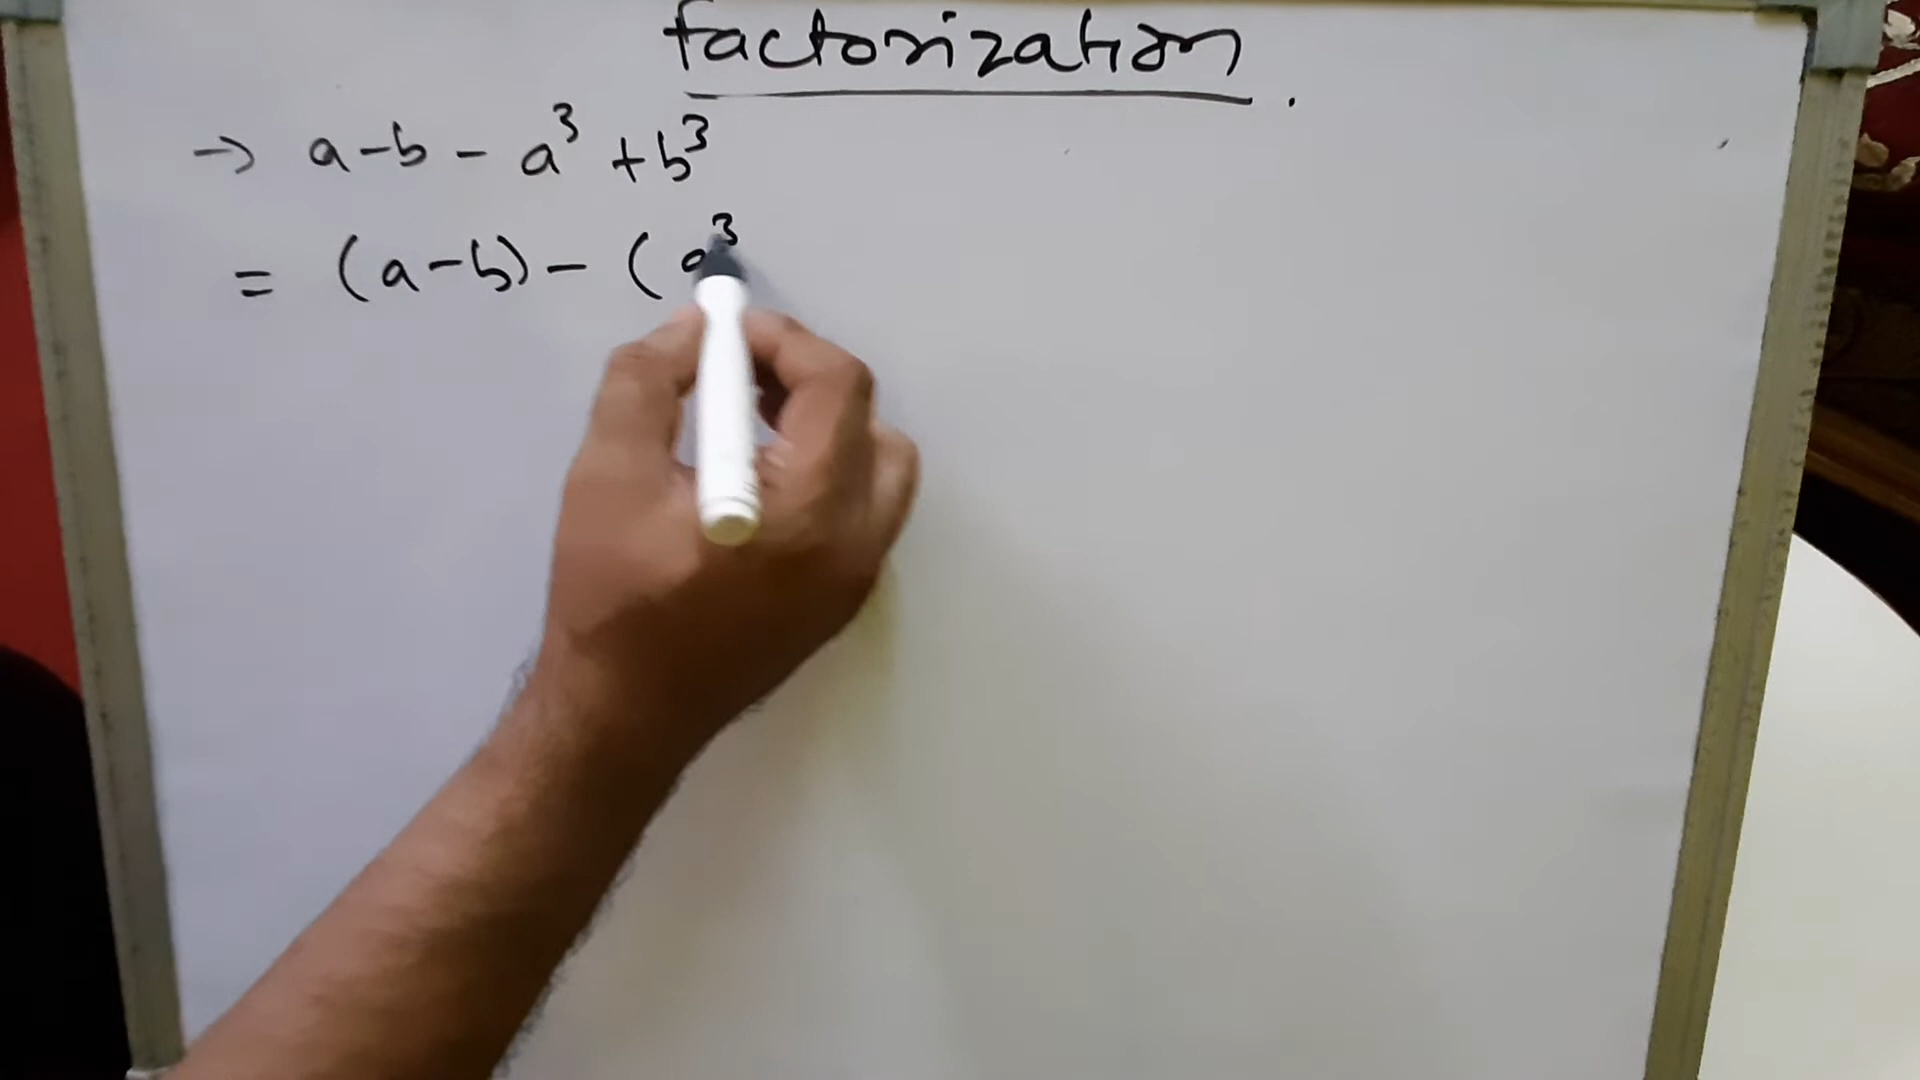 factorization.
→ a-b - a³ + b³
= (a-b) - (a³